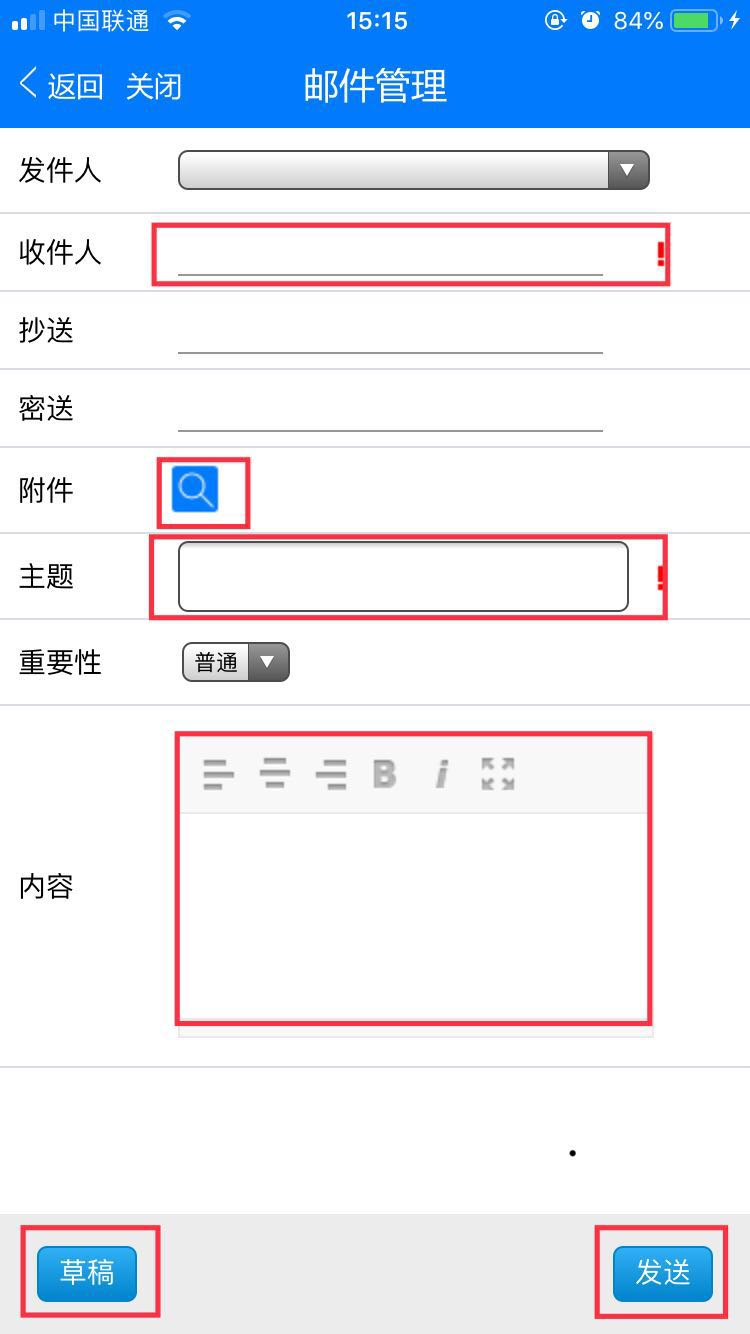 中国联通 15:15 84%
返回 关闭 邮件管理
发件人
收件人 !
抄送
密送
附件
主题 !
重要性 普通
B i
内容
草稿 发送